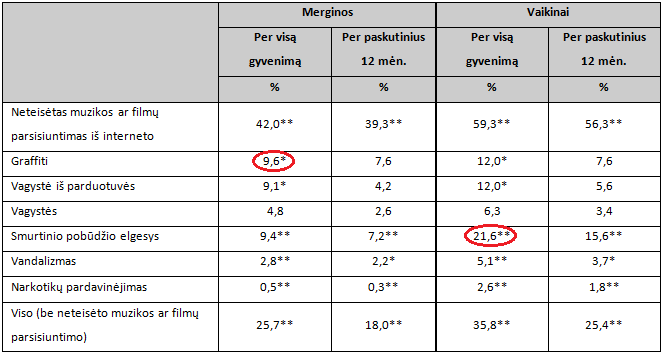 Merginos Vaikinai
Per visą gyvenimą Per paskutinius 12 mėn. Per visą gyvenimą Per paskutinius 12 mėn.
% % % %
Neteisėtas muzikos ar filmų
parsisiuntimas iš interneto 42,0** 39,3** 59,3** 56,3**
Graffiti 9,6* 7,6 12,0* 7,6
Vagystė iš parduotuvės 9,1* 4,2 12,0* 5,6
Vagystės 4,8 2,6 6,3 3,4
Smurtinio pobūdžio elgesys 9,4** 7,2** 21,6** 15,6**
Vandalizmas 2,8** 2,2* 5,1** 3,7*
Narkotikų pardavinėjimas 0,5** 0,3** 2,6** 1,8**
Viso (be neteisėto muzikos ar filmų
parsisiuntimo) 25,7** 18,0** 35,8** 25,4**